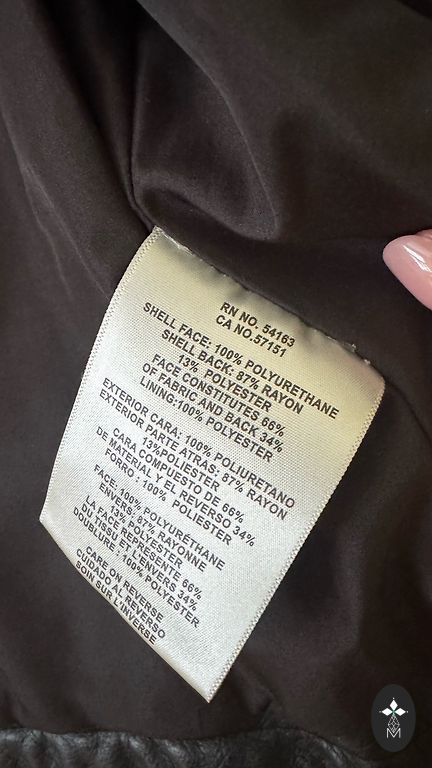 RN NO. 54163
CA NO.57151
SHELL FACE: 100% POLYURETHANE
SHELL BACK: 87% RAYON
13% POLYESTER
FACE CONSTITUTES 66%
OF FABRIC AND BACK 34%
LINING:100% POLYESTER
EXTERIOR CARA: 100% POLIURETANO
EXTERIOR PARTE ATRAS: 87% RAYON
13%POLIESTER
CARA COMPUESTO DE 66%
DE MATERIAL Y EL REVERSO 34%
FORRO : 100% POLIESTER
FACE: 100% POLYURÉTHANE
ENVERS :87% RAYONNE
13% POLYESTER
LA FACE REPRÉSENTE 66%
DU TISSU ET L'ENVERS 34%
DOUBLURE : 100% POLYESTER
CARE ON REVERSE
CUIDADO AL REVERSO
SOIN SUR L'INVERSE
M